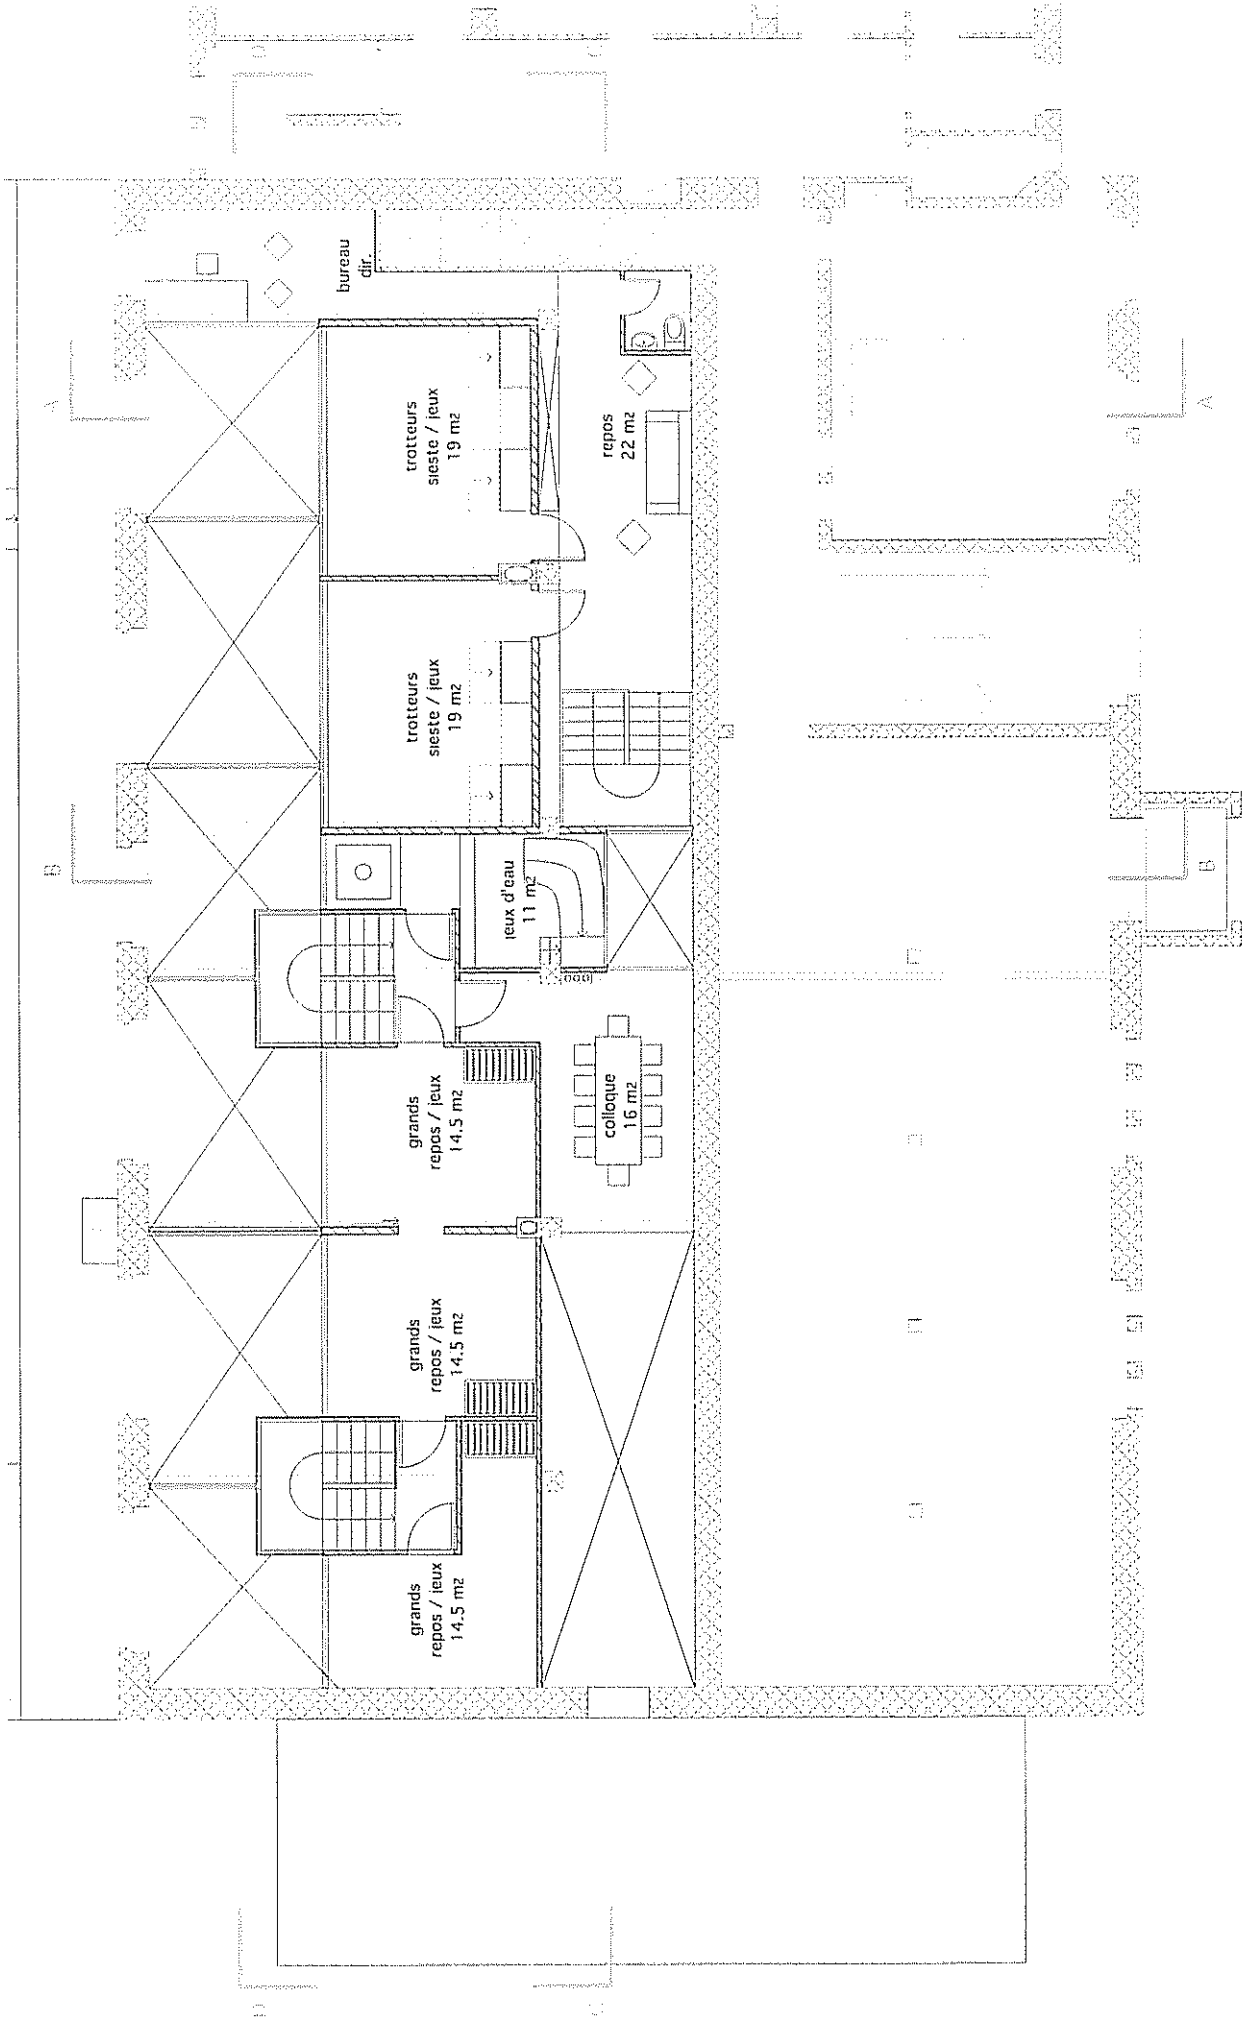 bureau
dir.
trotteurs
sieste / jeux
19 m2
repos
22 m2
trotteurs
sieste / jeux
19 m2
jeux d'eau
11 m2
grands
repos / jeux
14.5 m2
colloque
16 m2
grands
repos / jeux
14.5 m2
grands
repos / jeux
14.5 m2
A
A
B
B
D